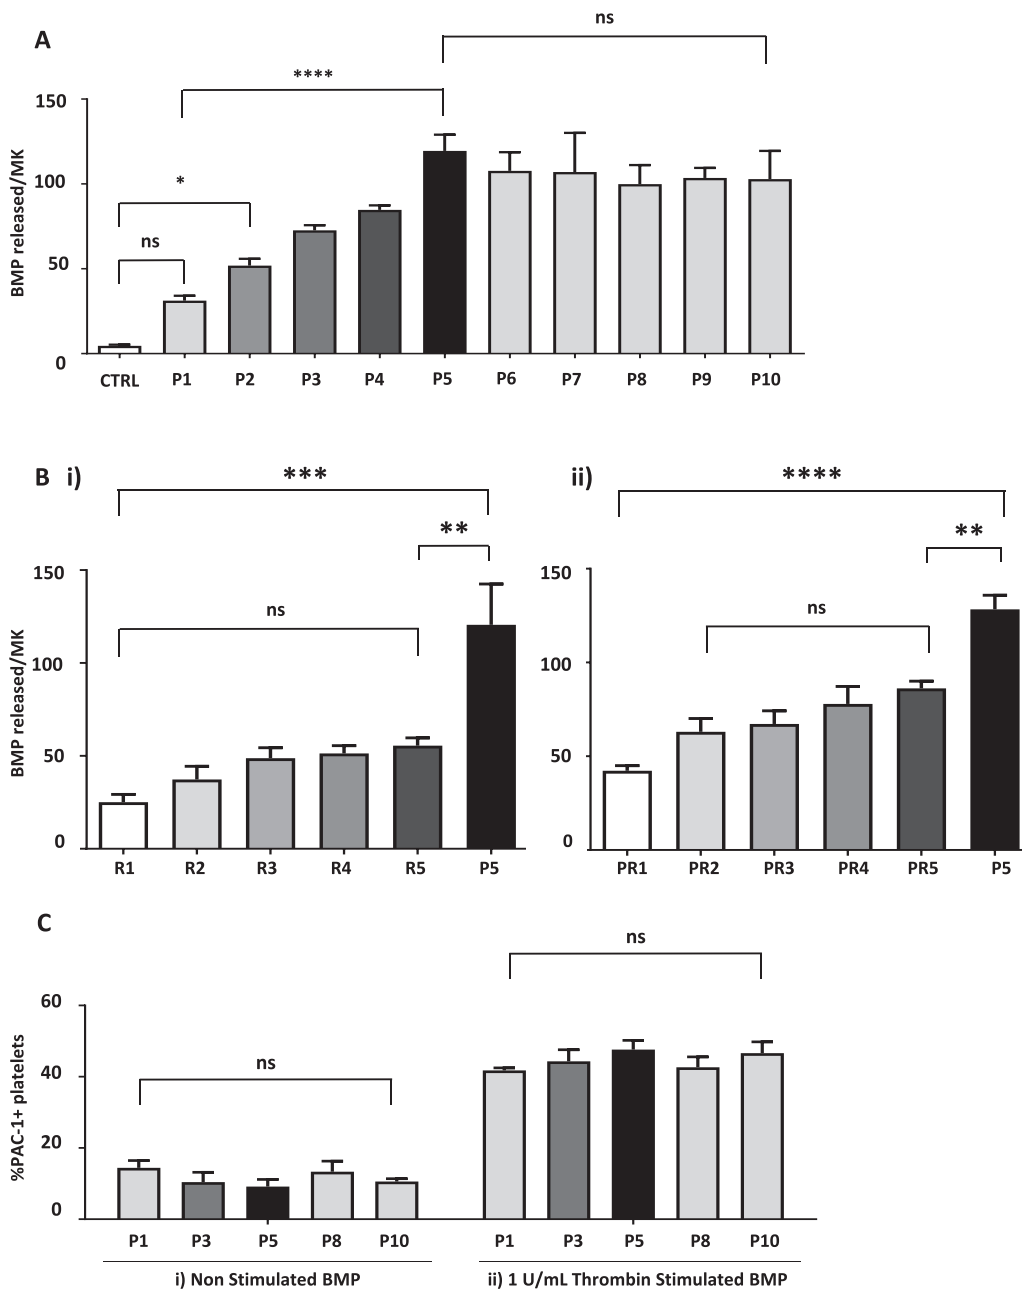 A
ns
****
150
*
100
ns
50
0
BMP released/MK
CTRL P1 P2 P3 P4 P5 P6 P7 P8 P9 P10
B i)
***
**
150
ns
100
50
0
BMP released/MK
R1 R2 R3 R4 R5 P5
ii)
****
**
150
ns
100
50
0
PR1 PR2 PR3 PR4 PR5 P5
C
ns
60
ns
40
20
0
%PAC-1+ platelets
P1 P3 P5 P8 P10 P1 P3 P5 P8 P10
i) Non Stimulated BMP ii) 1 U/mL Thrombin Stimulated BMP